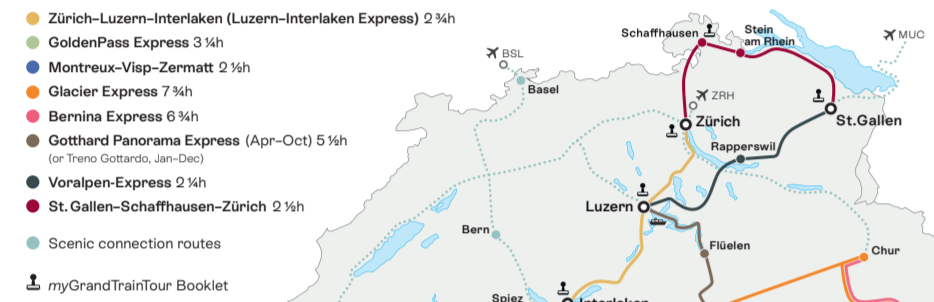 Zürich–Luzern–Interlaken (Luzern–Interlaken Express) 2 ¾h
GoldenPass Express 3 ¼h
Montreux–Visp–Zermatt 2 ½h
Glacier Express 7 ¾h
Bernina Express 6 ¾h
Gotthard Panorama Express (Apr–Oct) 5 ½h
(or Treno Gottardo, Jan–Dec)
Voralpen-Express 2 ¼h
St. Gallen–Schaffhausen–Zürich 2 ½h
Scenic connection routes
myGrandTrainTour Booklet
Schaffhausen
Stein
am Rhein
MUC
BSL
Basel
ZRH
Zürich
St.Gallen
Rapperswil
Luzern
Bern
Flüelen
Chur
Spiez
Interlaken